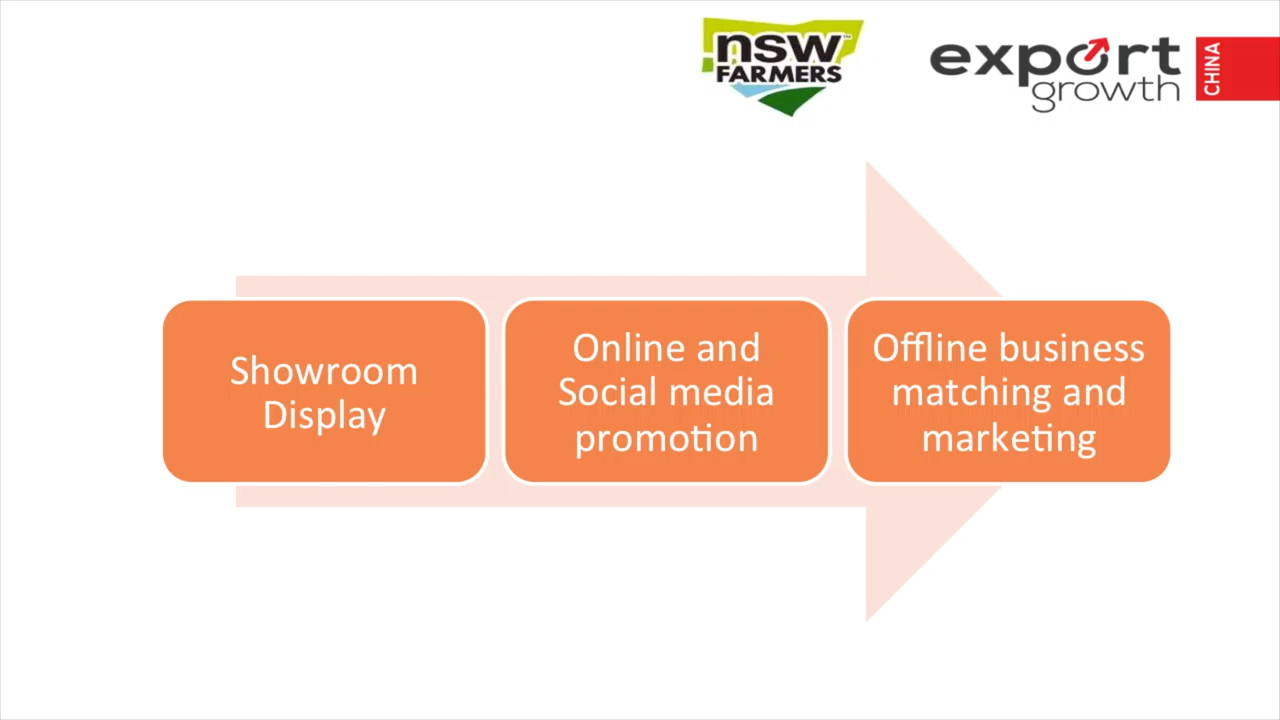 nsw
FARMERS
export
growth
CHINA
Showroom
Display
Online and
Social media
promotion
Offline business
matching and
marketing